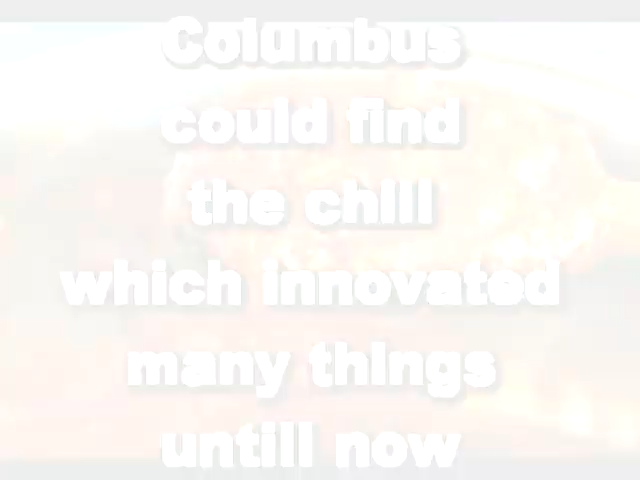 Columbus
could find
the chili
which innovated
many things
untill now